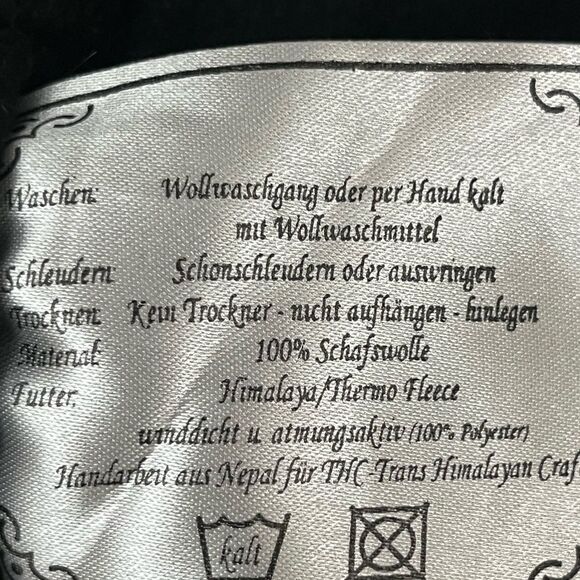 Waschen: Wollwaschgang oder per Hand kalt
mit Wollwaschmittel
Schleudern: Schonschleudern oder auswringen
Trocknen: Kein Trockner - nicht aufhängen - hinlegen
Material: 100% Schafswolle
Futter: Himalaya/Thermo Fleece
winddicht u. atmungsaktiv (100% Polyester)
Handarbeit aus Nepal für THC-Trans Himalayan Craf
kalt